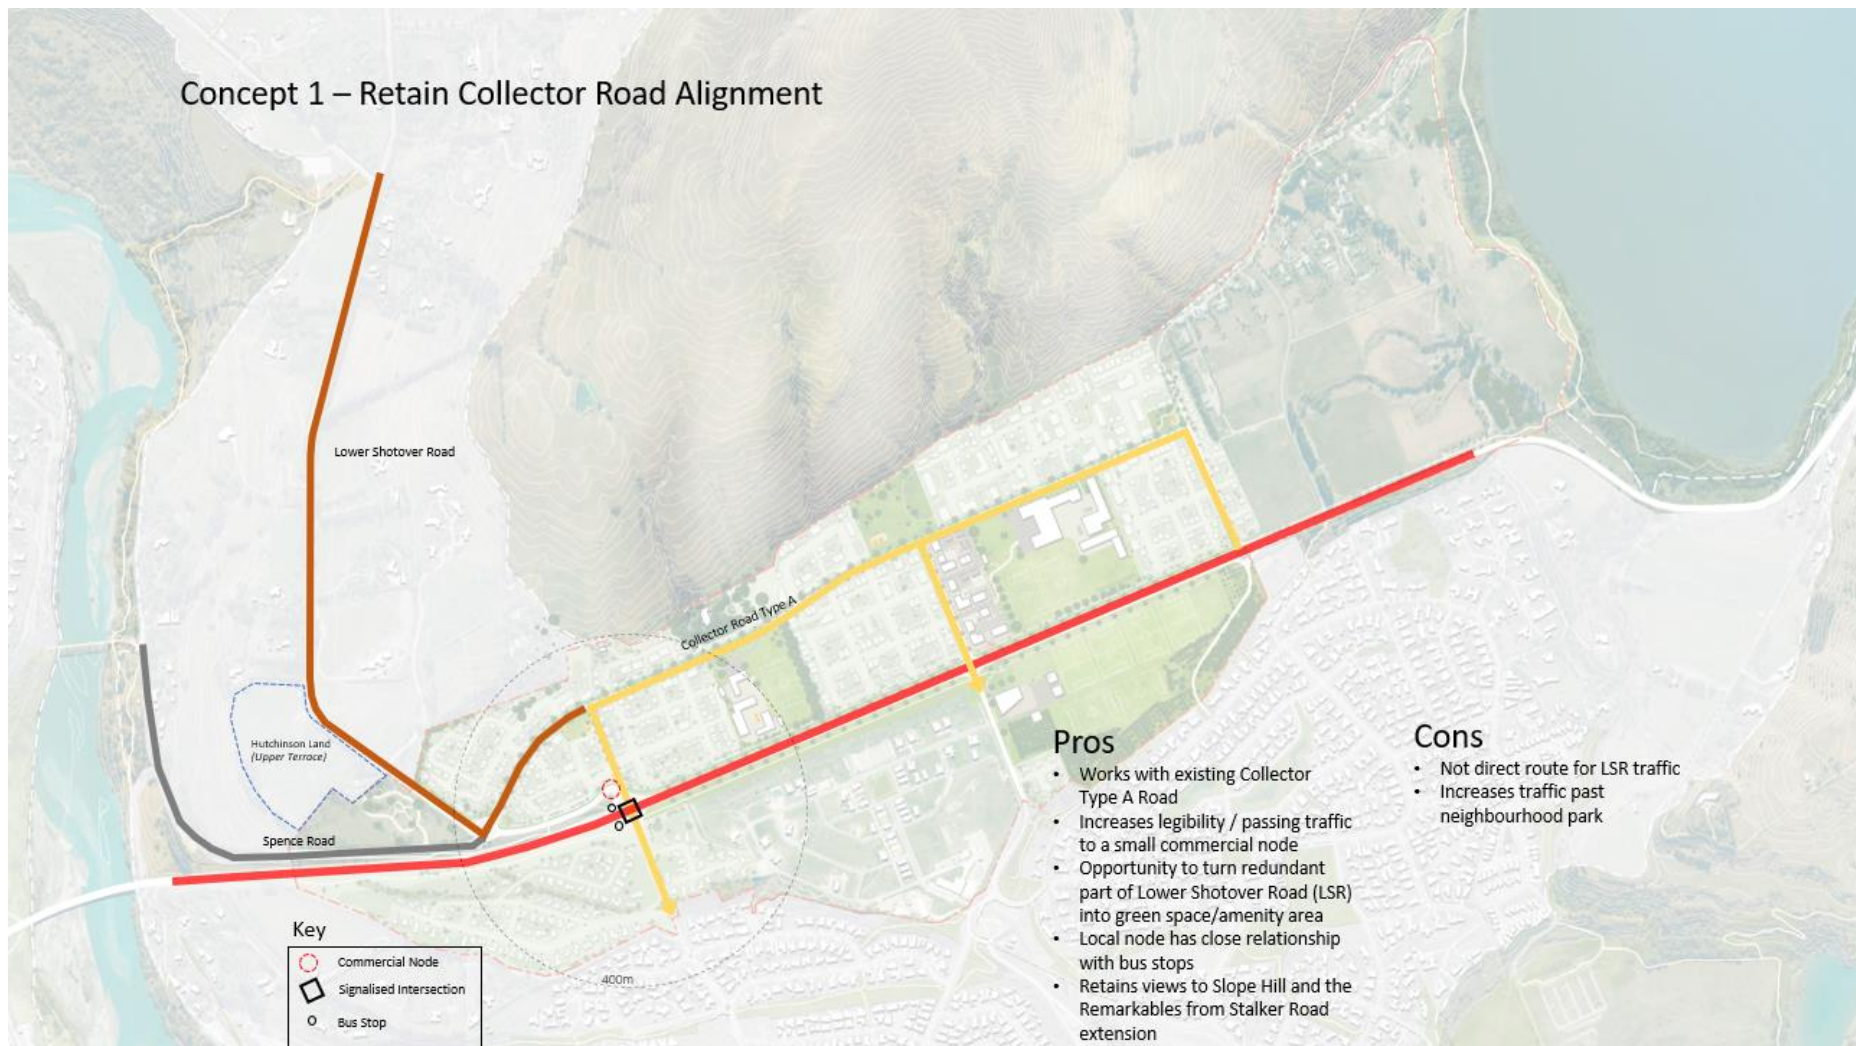 Concept 1 – Retain Collector Road Alignment
Lower Shotover Road
Collector Road Type A
Hutchinson Land
(Upper Terrace)
Spence Road
400m
Key
Commercial Node
Signalised Intersection
Bus Stop
Pros
• Works with existing Collector
Type A Road
• Increases legibility / passing traffic
to a small commercial node
• Opportunity to turn redundant
part of Lower Shotover Road (LSR)
into green space/amenity area
• Local node has close relationship
with bus stops
• Retains views to Slope Hill and the
Remarkables from Stalker Road
extension
Cons
• Not direct route for LSR traffic
• Increases traffic past
neighbourhood park